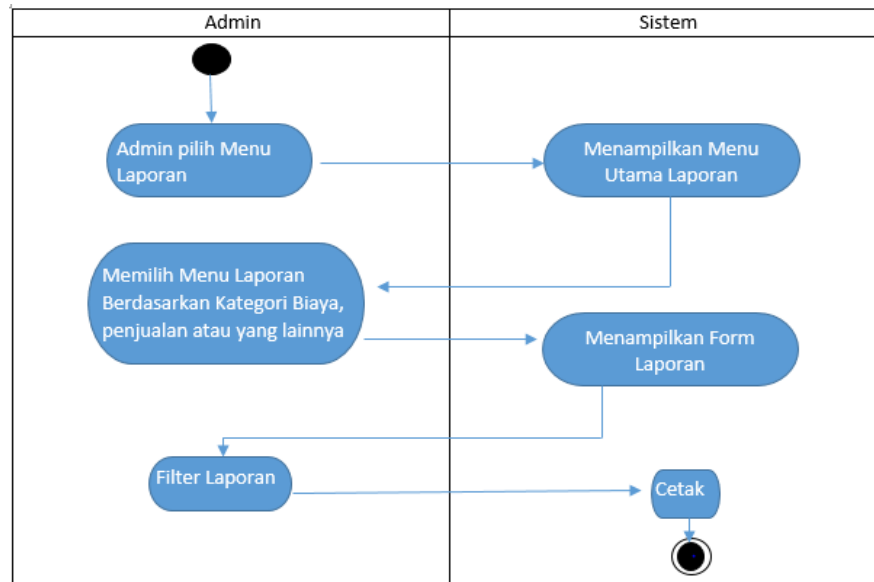 Admin
Sistem
Admin pilih Menu
Laporan
Menampilkan Menu
Utama Laporan
Memilih Menu Laporan
Berdasarkan Kategori Biaya,
penjualan atau yang lainnya
Menampilkan Form
Laporan
Filter Laporan
Cetak